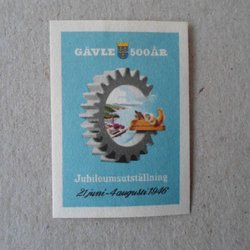 GÄVLE 500 ÅR
Jubileumsutställning
21 juni - 4 augusti 1946